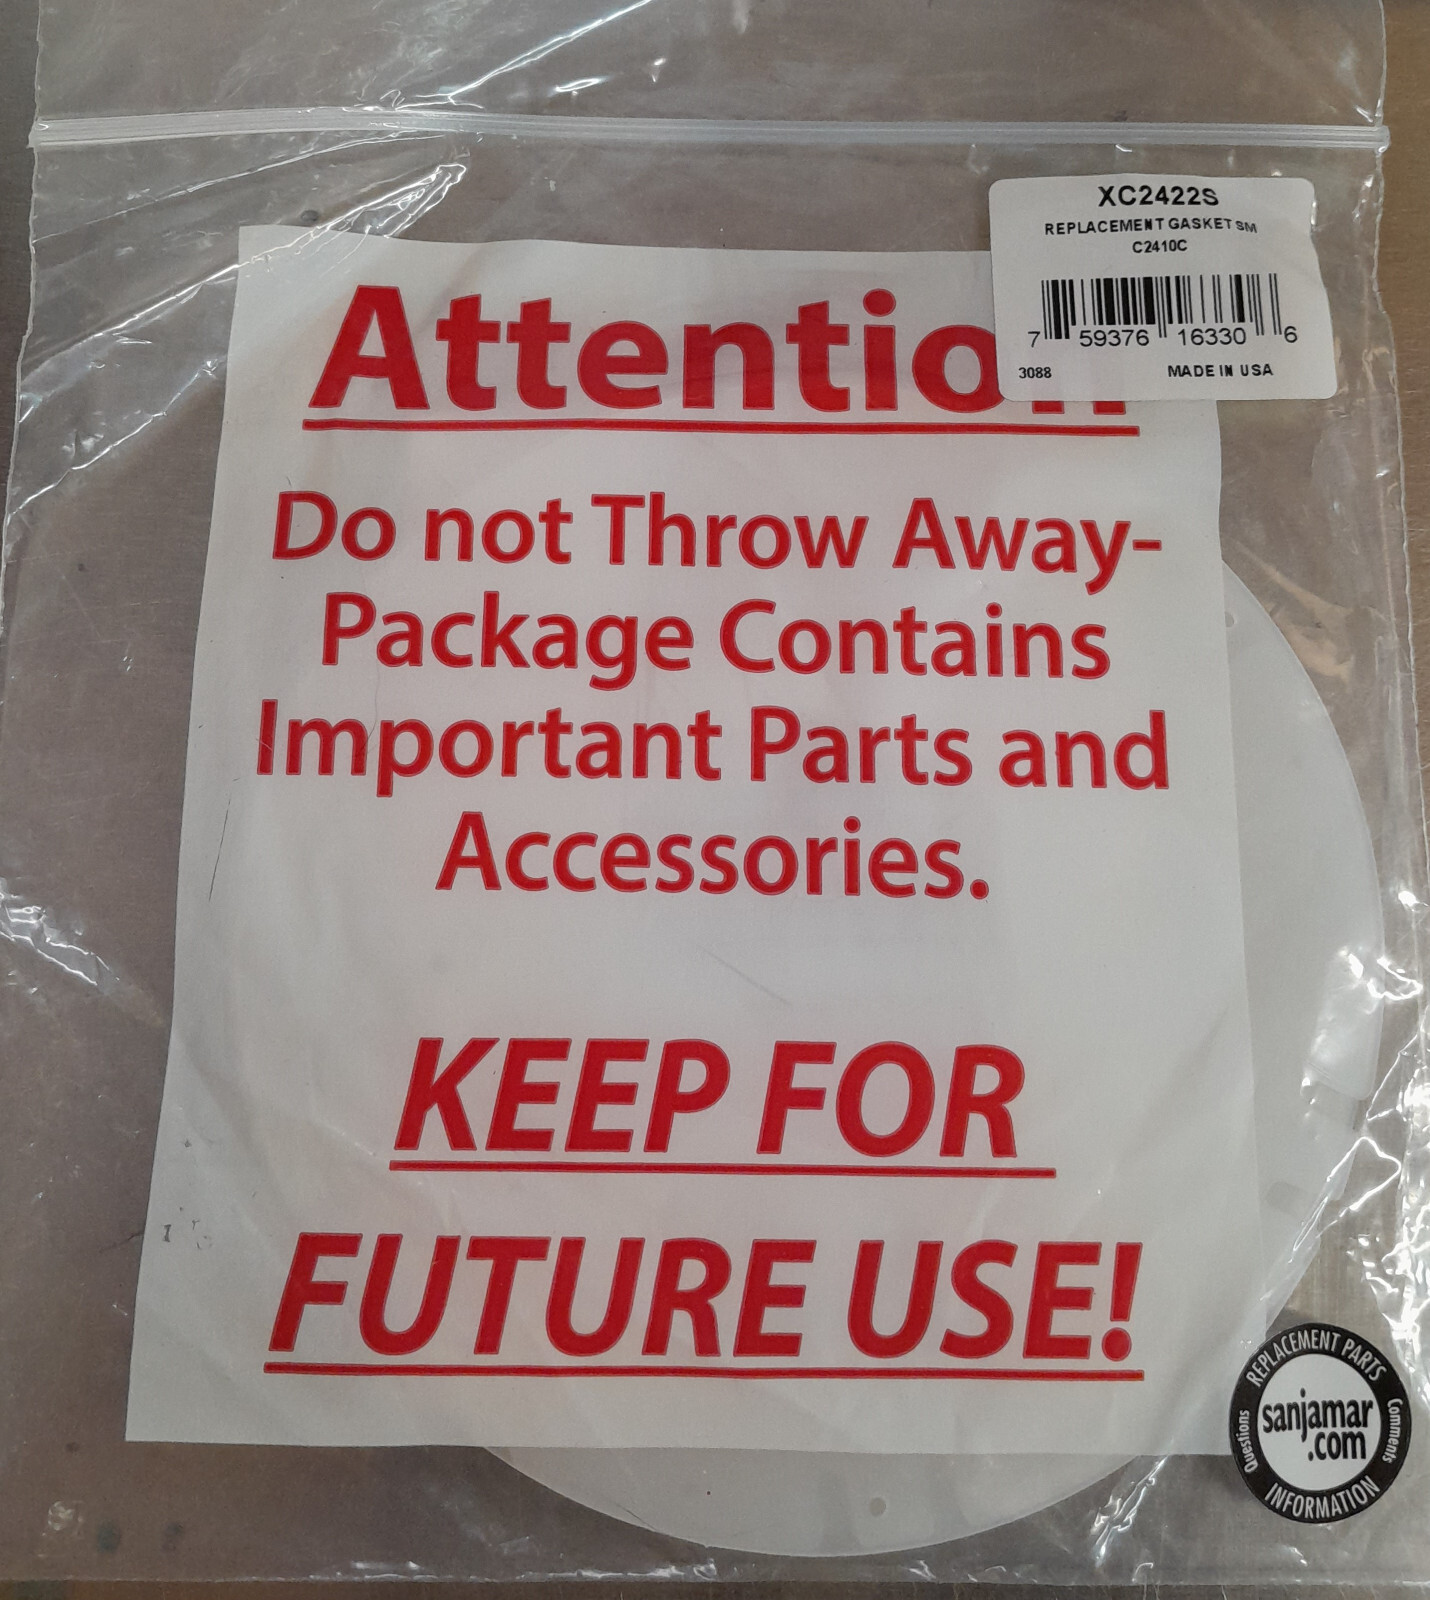 XC2422S
REPLACEMENT GASKET SM
C2410C
7 59376 16330 6
3088 MADE IN USA
Attention
Do not Throw Away-
Package Contains
Important Parts and
Accessories.
KEEP FOR
FUTURE USE!
REPLACEMENT PARTS
Questions
sanjamar
.com
Comments
INFORMATION